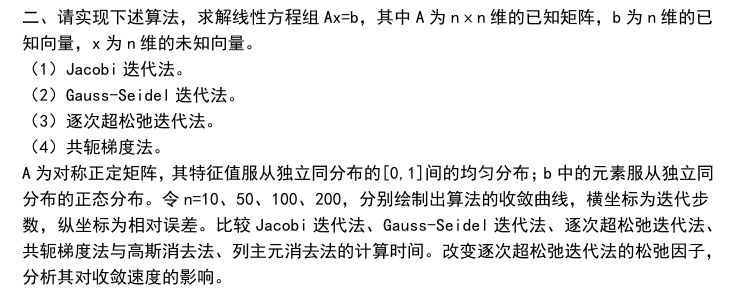 二、请实现下述算法，求解线性方程组 Ax=b，其中 A 为 n×n 维的已知矩阵，b 为 n 维的已
知向量，x 为 n 维的未知向量。
（1）Jacobi 迭代法。
（2）Gauss-Seidel 迭代法。
（3）逐次超松弛迭代法。
（4）共轭梯度法。
A 为对称正定矩阵，其特征值服从独立同分布的[0,1]间的均匀分布；b 中的元素服从独立同
分布的正态分布。令 n=10、50、100、200，分别绘制出算法的收敛曲线，横坐标为迭代步
数，纵坐标为相对误差。比较 Jacobi 迭代法、Gauss-Seidel 迭代法、逐次超松弛迭代法、
共轭梯度法与高斯消去法、列主元消去法的计算时间。改变逐次超松弛迭代法的松弛因子，
分析其对收敛速度的影响。